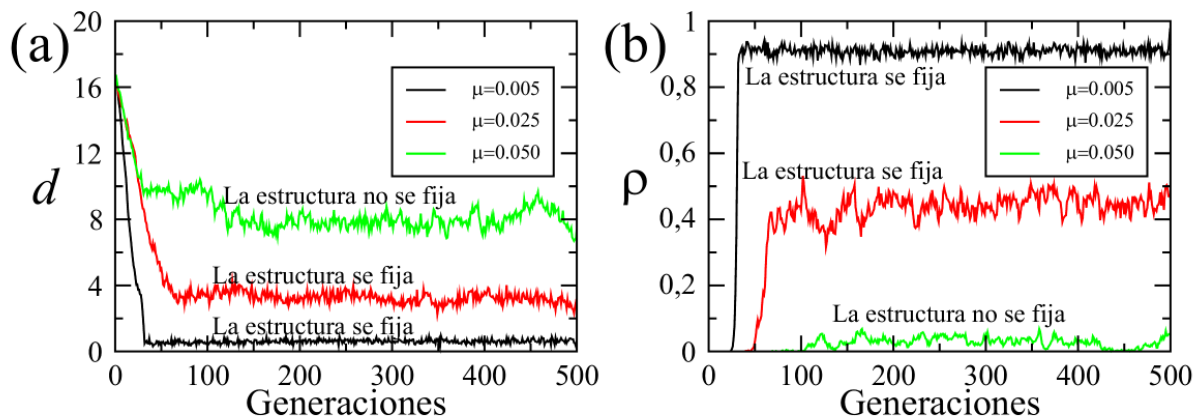 (a)
20
16
12
8
4
0
d
μ=0.005
μ=0.025
μ=0.050
La estructura no se fija
La estructura se fija
La estructura se fija
0 100 200 300 400 500
Generaciones
(b)
1
0,8
0,6
0,4
0,2
0
ρ
La estructura se fija
μ=0.005
μ=0.025
μ=0.050
La estructura se fija
La estructura no se fija
0 100 200 300 400 500
Generaciones